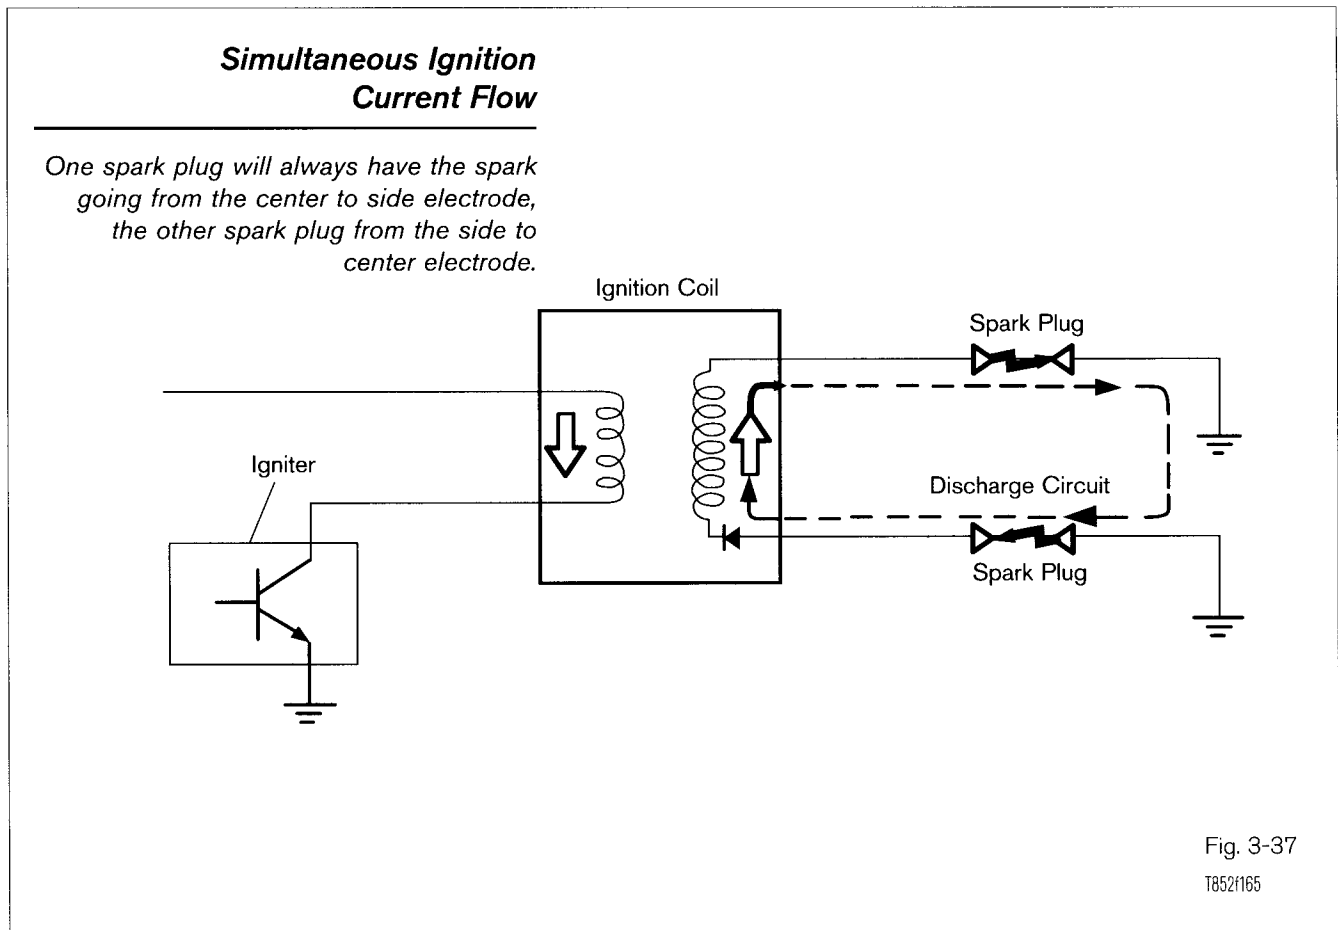 Simultaneous Ignition
Current Flow
One spark plug will always have the spark
going from the center to side electrode,
the other spark plug from the side to
center electrode.
Ignition Coil
Spark Plug
Igniter
Discharge Circuit
Spark Plug
Fig. 3-37
T852f165